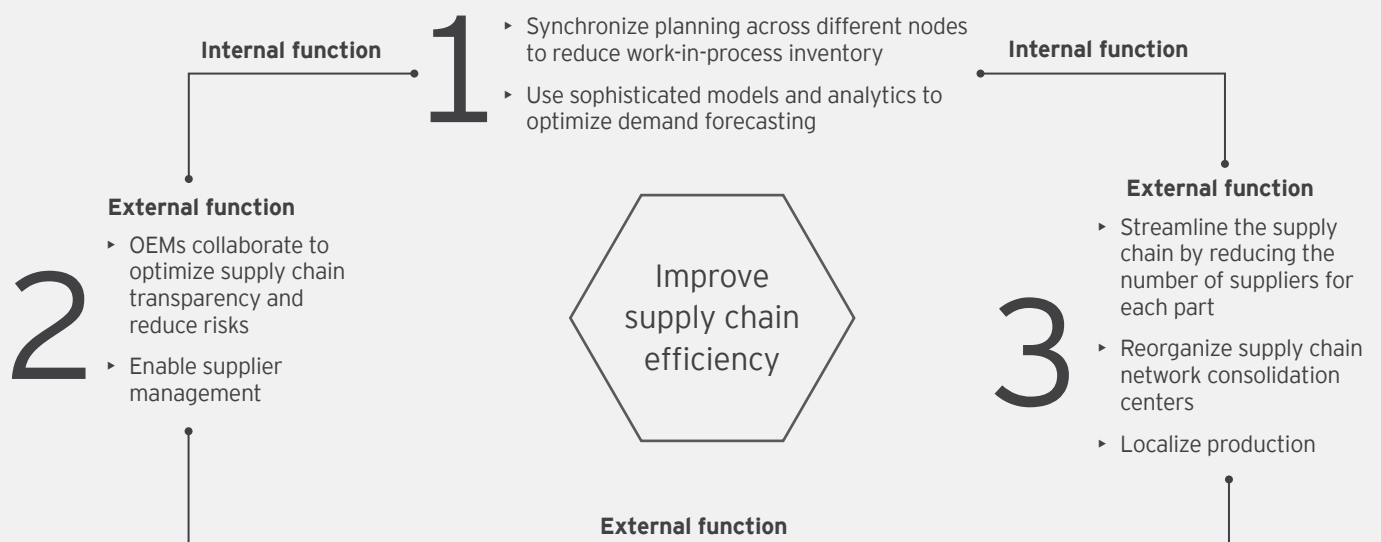 Internal function
1
▸ Synchronize planning across different nodes
to reduce work-in-process inventory
▸ Use sophisticated models and analytics to
optimize demand forecasting
Internal function
External function
2
▸ OEMs collaborate to
optimize supply chain
transparency and
reduce risks
▸ Enable supplier
management
Improve
supply chain
efficiency
External function
3
▸ Streamline the supply
chain by reducing the
number of suppliers for
each part
▸ Reorganize supply chain
network consolidation
centers
▸ Localize production
External function